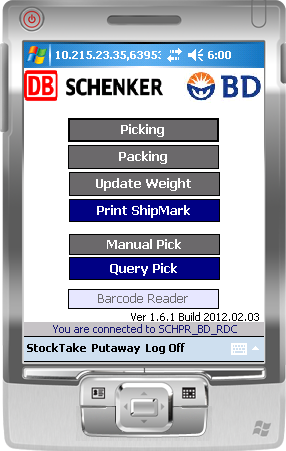 10.215.23.35,6395 6:00
DB SCHENKER BD
Picking
Packing
Update Weight
Print ShipMark
Manual Pick
Query Pick
Barcode Reader
Ver 1.6.1 Build 2012.02.03
You are connected to SCHPR_BD_RDC
StockTake Putaway Log Off